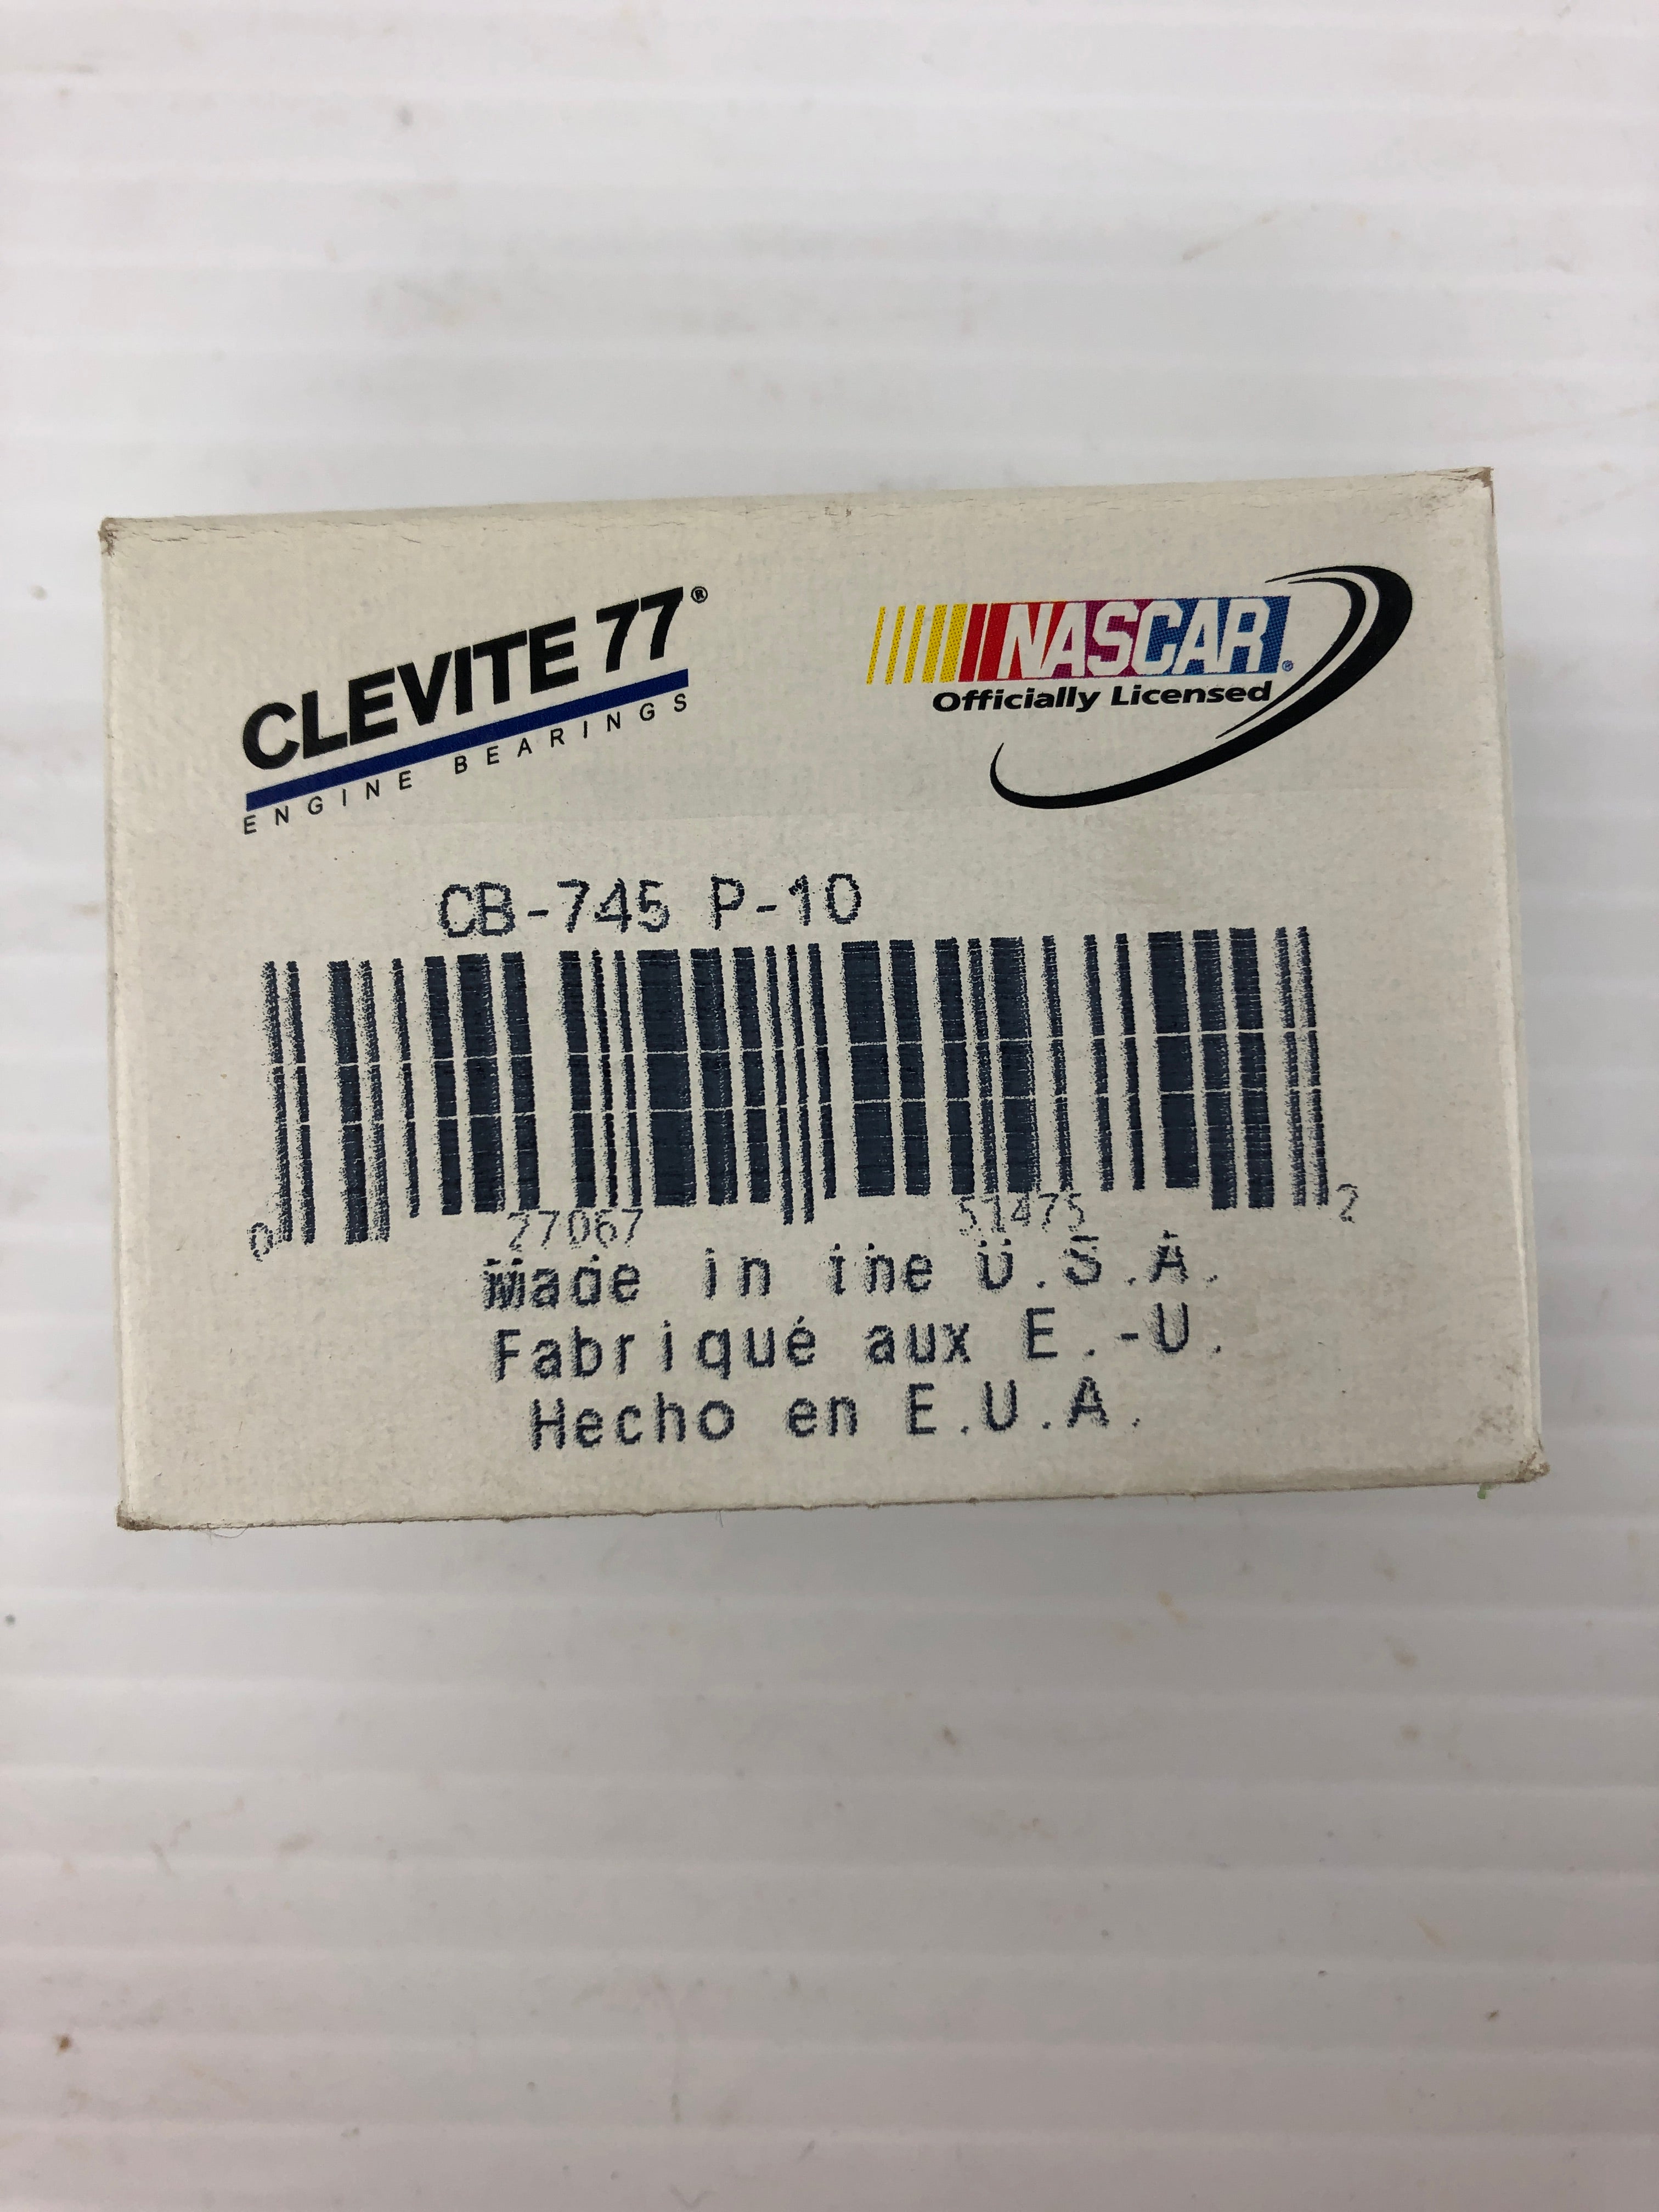 CLEVITE 77®
ENGINE BEARINGS
NASCAR®
Officially Licensed
CB-745 P-10
0 27067 51475 2
Made in the U.S.A.
Fabriqué aux E.-U.
Hecho en E.U.A.